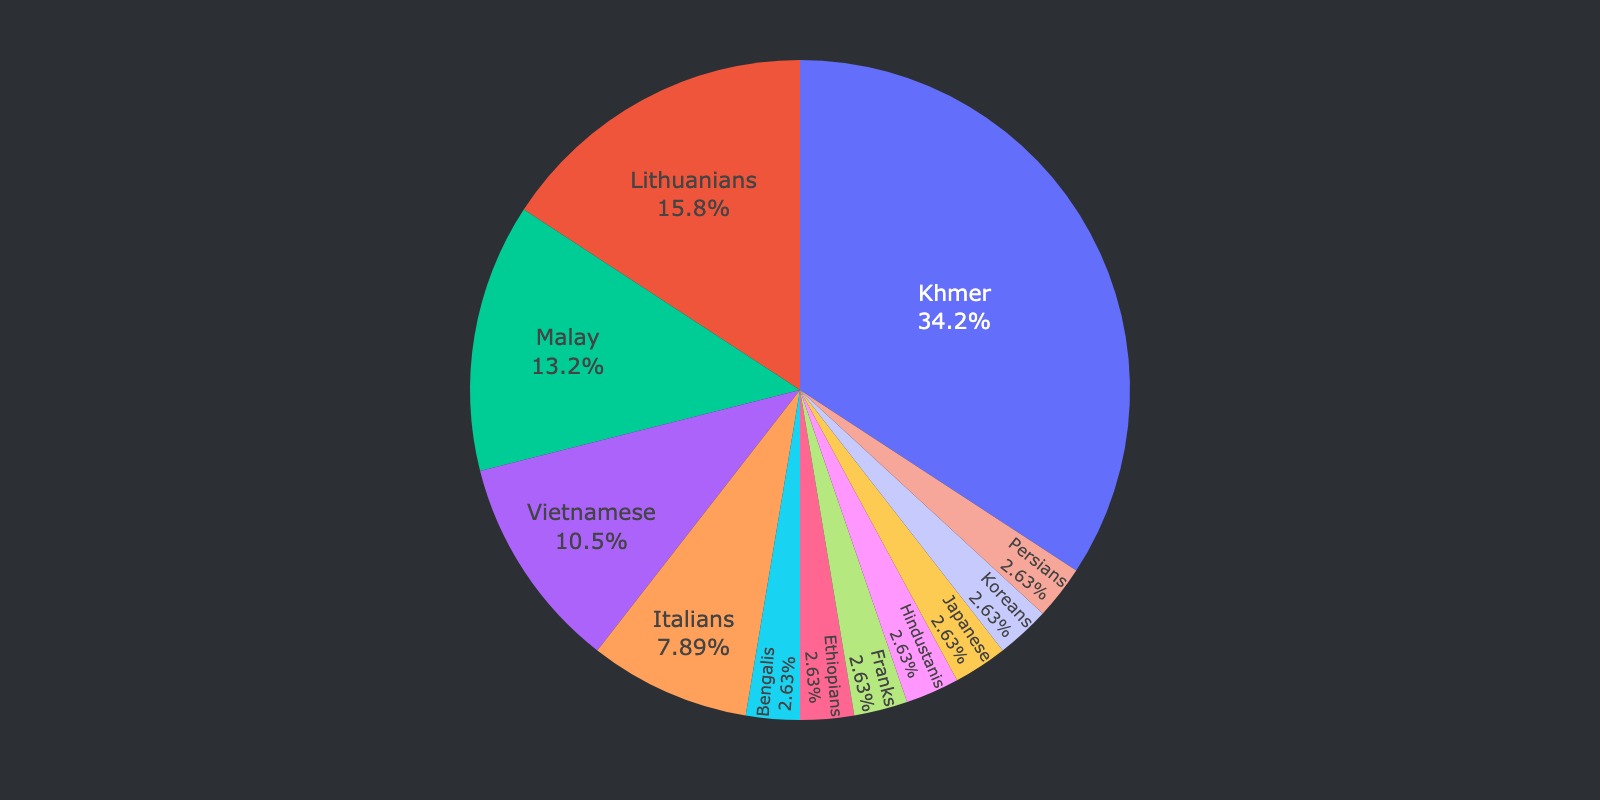 Khmer
34.2%
Lithuanians
15.8%
Malay
13.2%
Vietnamese
10.5%
Italians
7.89%
Bengalis
2.63%
Ethiopians
2.63%
Franks
2.63%
Hindustanis
2.63%
Japanese
2.63%
Koreans
2.63%
Persians
2.63%